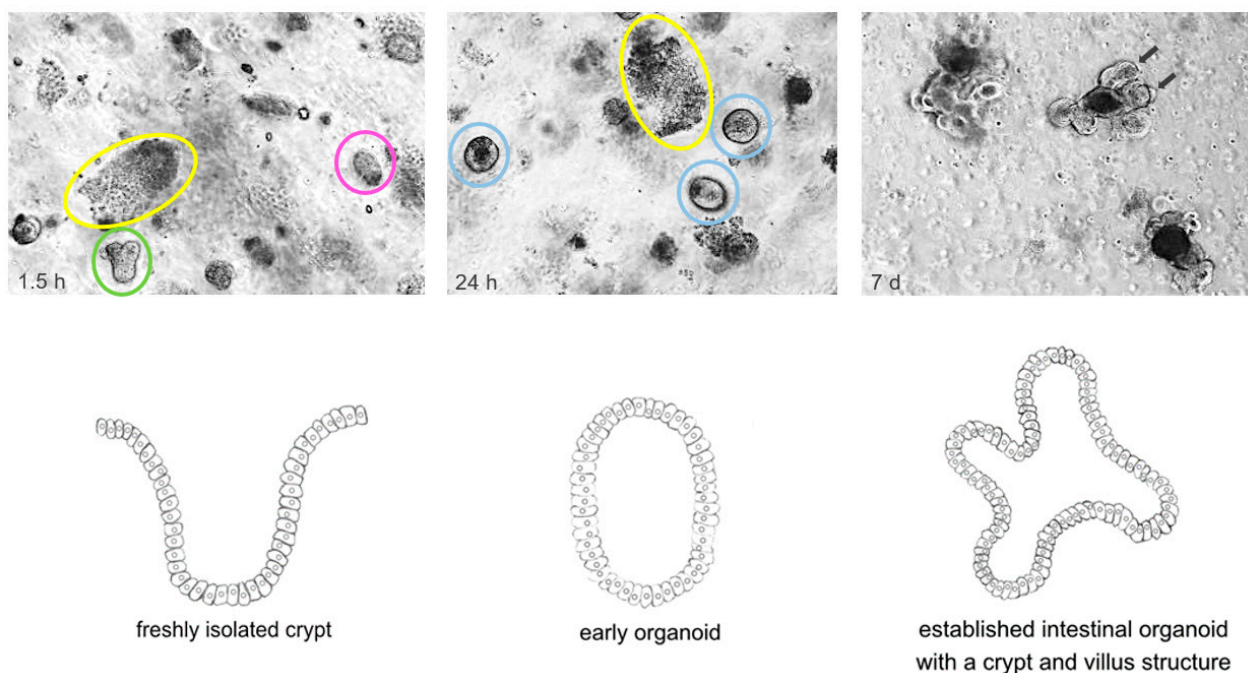 1.5 h
24 h
7 d
freshly isolated crypt
early organoid
established intestinal organoid
with a crypt and villus structure